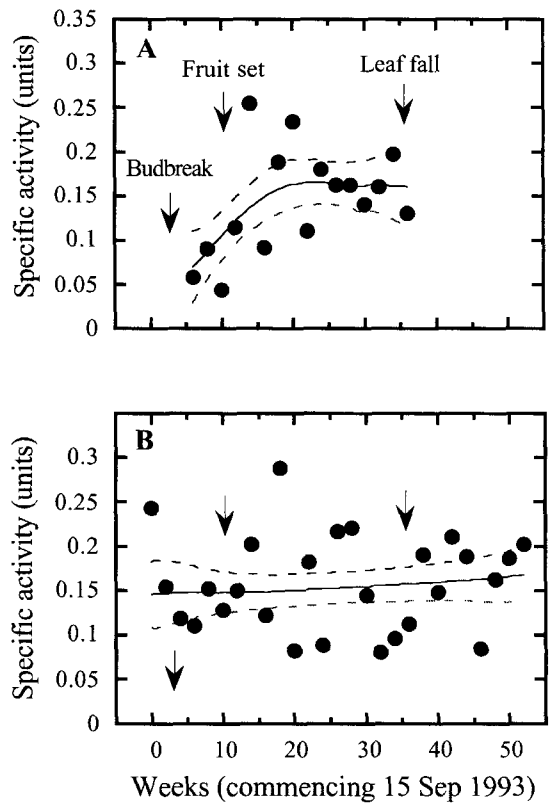 0.35
A
Fruit set
Leaf fall
0.3
0.25
0.2
Budbreak
0.15
0.1
0.05
0
Specific activity (units)
B
0.3
0.25
0.2
0.15
0.1
0.05
0
Specific activity (units)
0 10 20 30 40 50
Weeks (commencing 15 Sep 1993)